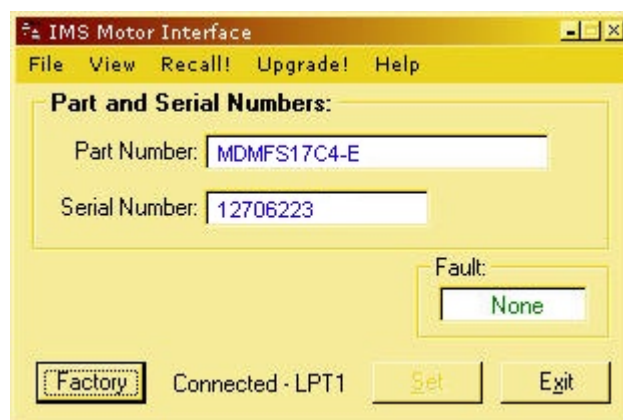 IMS Motor Interface
File View Recall! Upgrade! Help
Part and Serial Numbers:
Part Number: MDMFS17C4-E
Serial Number: 12706223
Fault:
None
Factory Connected - LPT1 Set Exit